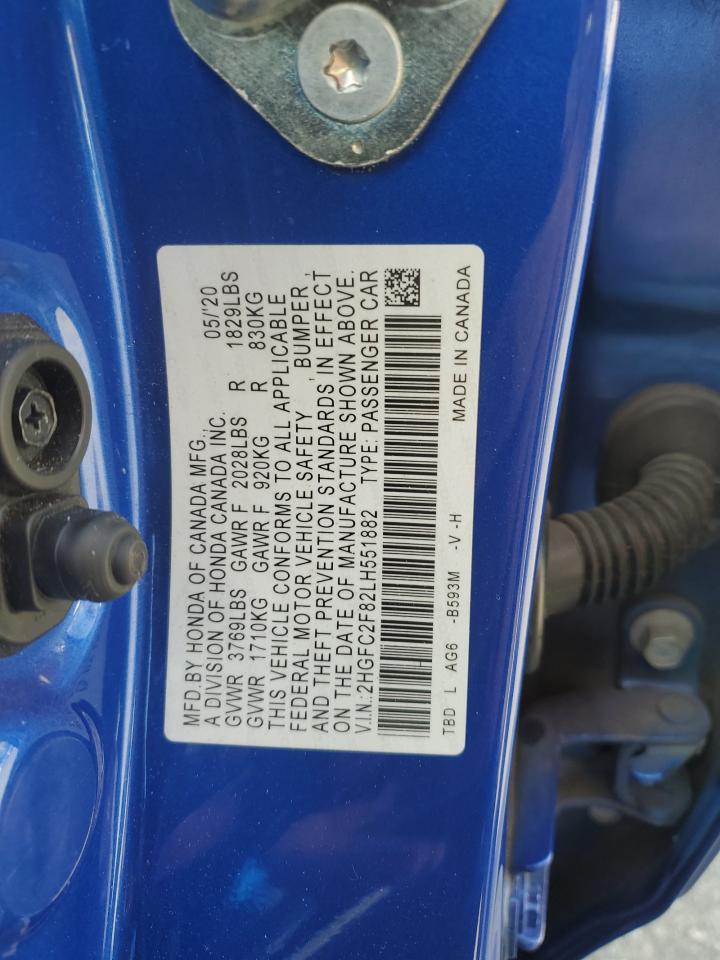 MFD.BY HONDA OF CANADA MFG., 05/'20
A DIVISION OF HONDA CANADA INC.
GVWR 3769LBS GAWR F 2028LBS R 1829LBS
GVWR 1710KG GAWR F 920KG R 830KG
THIS VEHICLE CONFORMS TO ALL APPLICABLE
FEDERAL MOTOR VEHICLE SAFETY , BUMPER ,
AND THEFT PREVENTION STANDARDS IN EFFECT
ON THE DATE OF MANUFACTURE SHOWN ABOVE.
V.I.N.:2HGFC2F82LH551882 TYPE: PASSENGER CAR
TBD L AG6 -B593M -V -H MADE IN CANADA